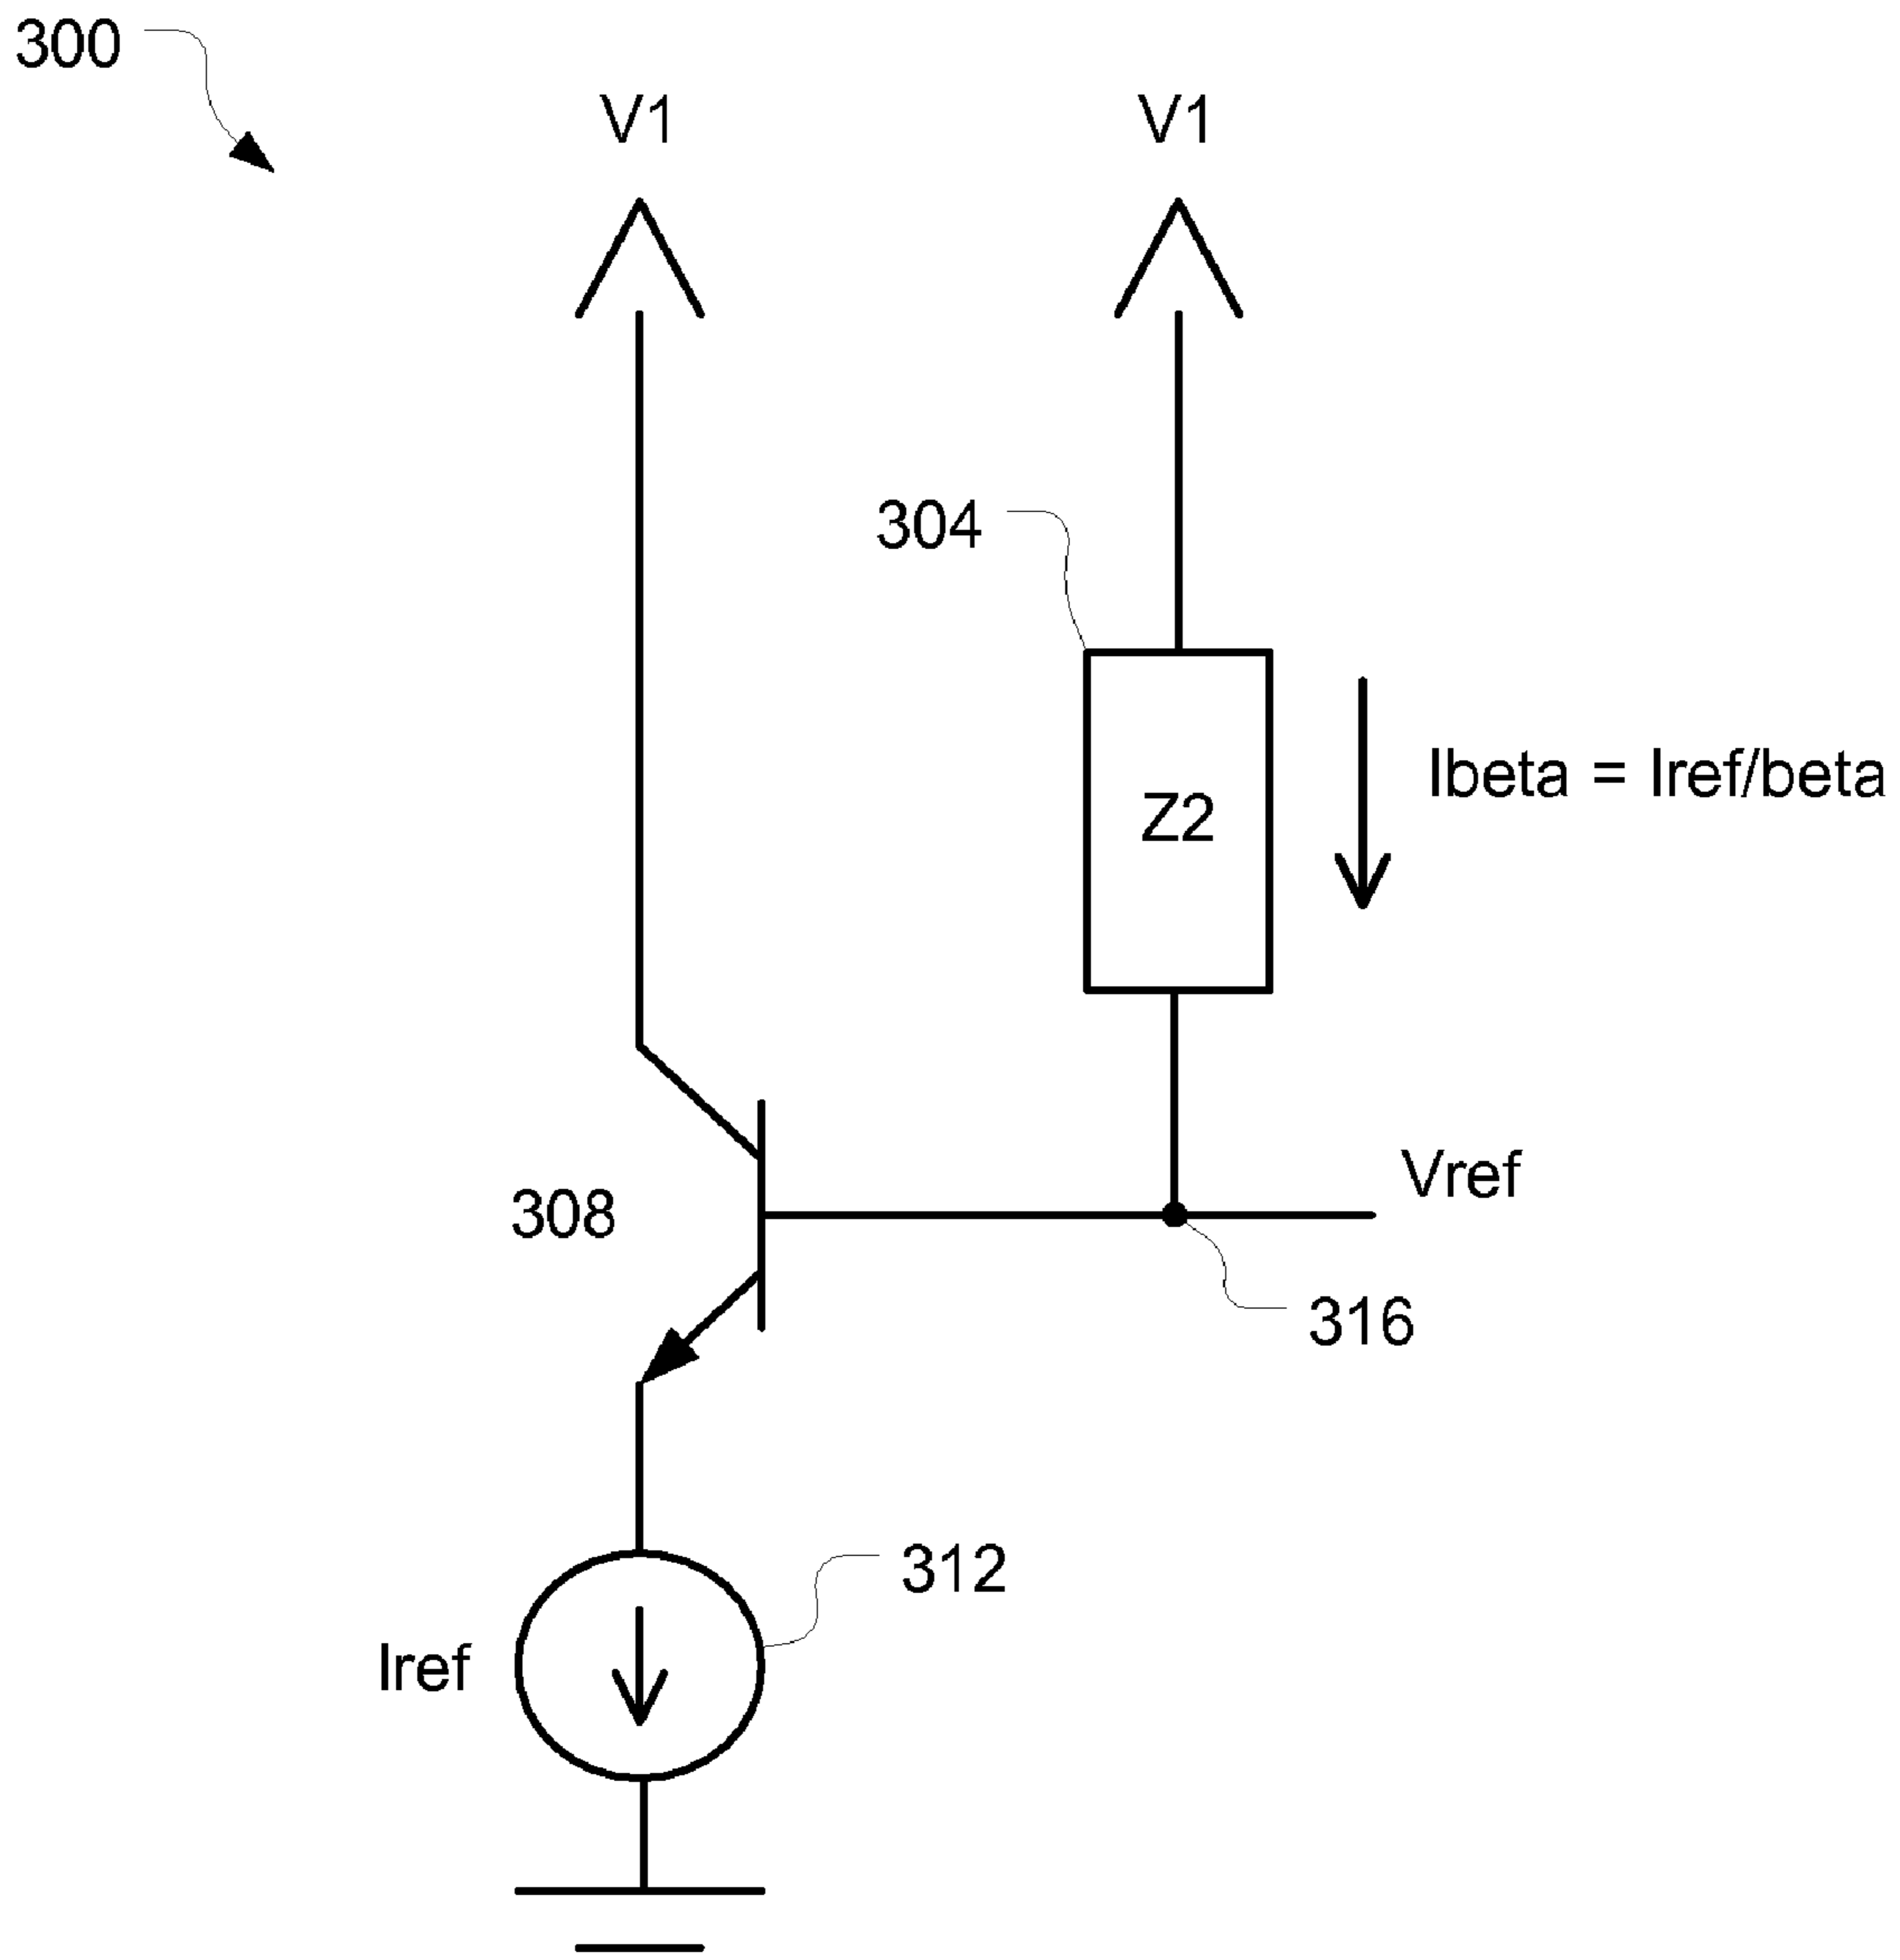 300
V1
V1
304
Z2
Ibeta = Iref/beta
308
Vref
316
312
Iref